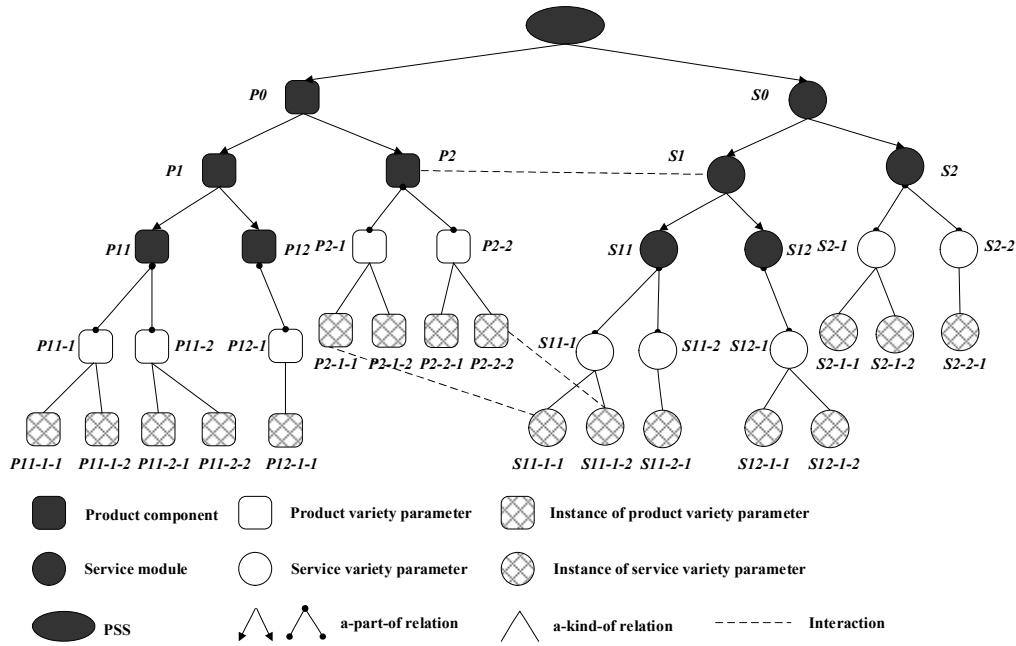 P0
S0
P1
P2
S1
S2
P11
P12
P2-1
P2-2
S11
S12
S2-1
S2-2
P11-1
P11-2
P12-1
P2-1-1
P2-1-2
P2-2-1
P2-2-2
S11-1
S11-2
S12-1
S2-1-1
S2-1-2
S2-2-1
P11-1-1
P11-1-2
P11-2-1
P11-2-2
P12-1-1
S11-1-1
S11-1-2
S11-2-1
S12-1-1
S12-1-2
Product component
Product variety parameter
Instance of product variety parameter
Service module
Service variety parameter
Instance of service variety parameter
PSS
a-part-of relation
a-kind-of relation
Interaction